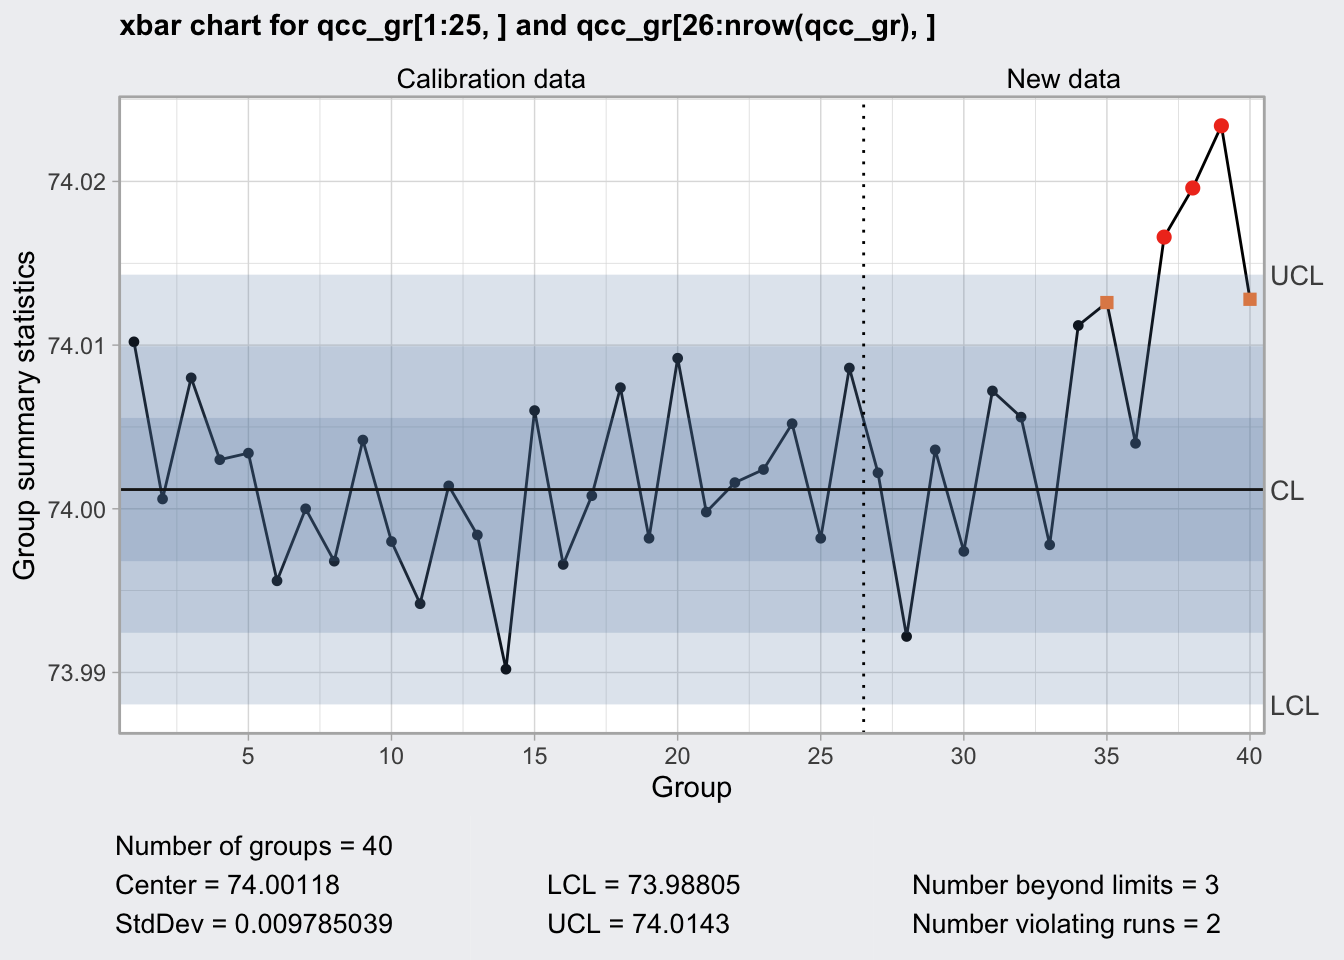 xbar chart for qcc_gr[1:25, ] and qcc_gr[26:nrow(qcc_gr), ]
Calibration data New data
Group summary statistics
74.02
74.01
74.00
73.99
UCL
CL
LCL
5 10 15 20 25 30 35 40
Group
Number of groups = 40
Center = 74.00118 LCL = 73.98805 Number beyond limits = 3
StdDev = 0.009785039 UCL = 74.0143 Number violating runs = 2